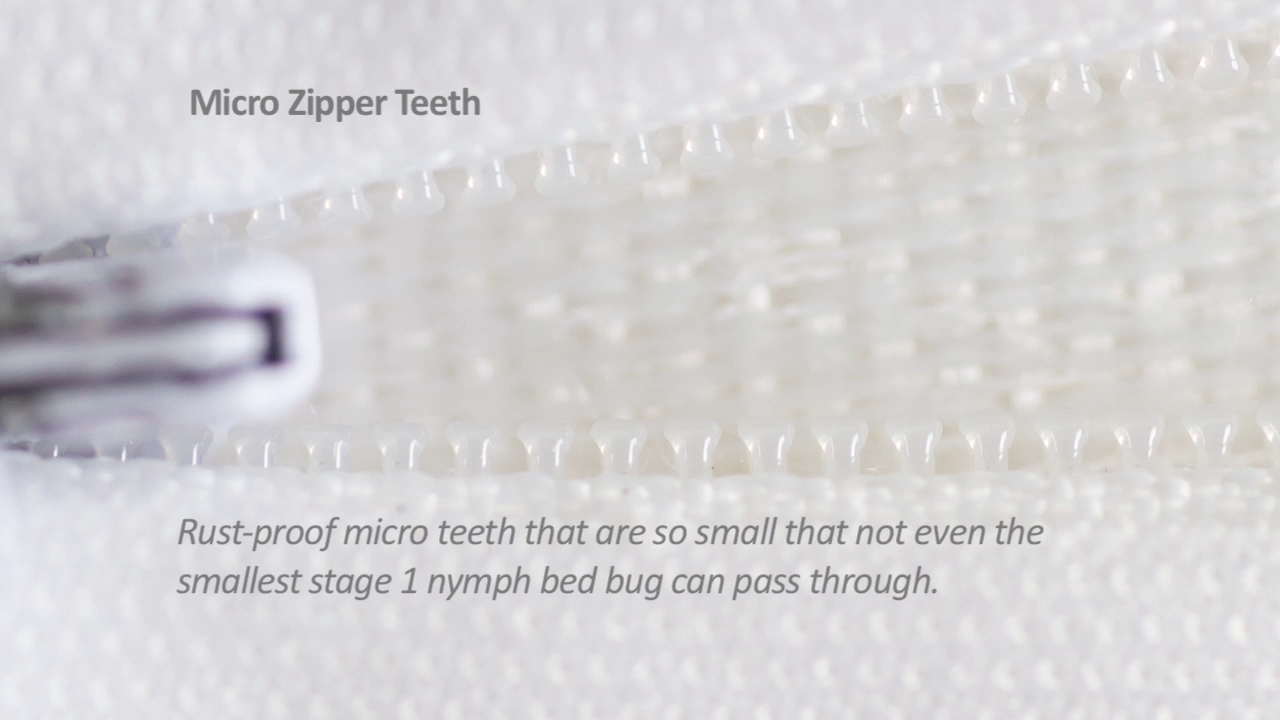 Micro Zipper Teeth
Rust-proof micro teeth that are so small that not even the
smallest stage 1 nymph bed bug can pass through.